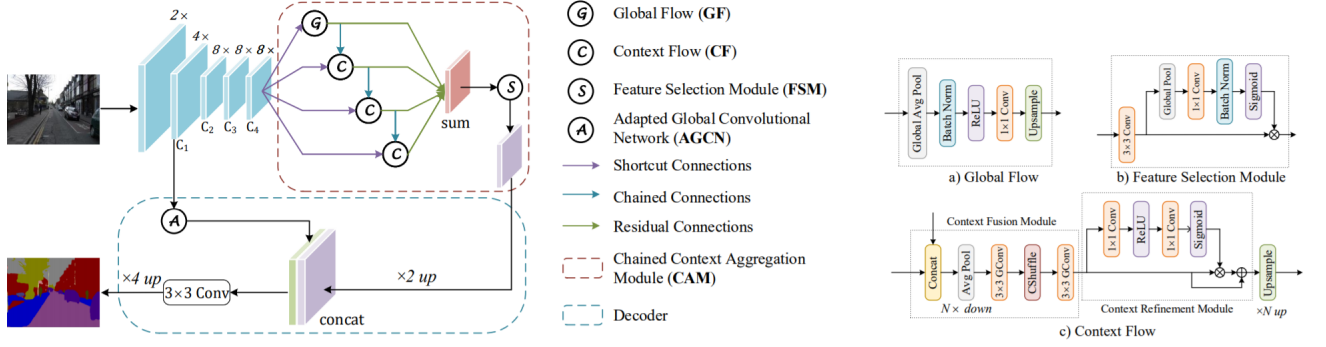 2×
4×
8× 8× 8×
C₁
C₂
C₃
C₄
G
C
C
C
sum
S
A
×2 up
concat
3×3 Conv
×4 up
G Global Flow (GF)
C Context Flow (CF)
S Feature Selection Module (FSM)
A Adapted Global Convolutional
Network (AGCN)
Shortcut Connections
Chained Connections
Residual Connections
Chained Context Aggregation
Module (CAM)
Decoder
Global Avg Pool
Batch Norm
ReLU
1×1 Conv
Upsample
a) Global Flow
3×3 Conv
Global Pool
1×1 Conv
Batch Norm
Sigmoid
b) Feature Selection Module
Context Fusion Module
Concat
Avg Pool
3×3 GConv
CShuffle
3×3 GConv
N× down
1×1 Conv
ReLU
1×1 Conv
Sigmoid
Context Refinement Module
Upsample
×N up
c) Context Flow